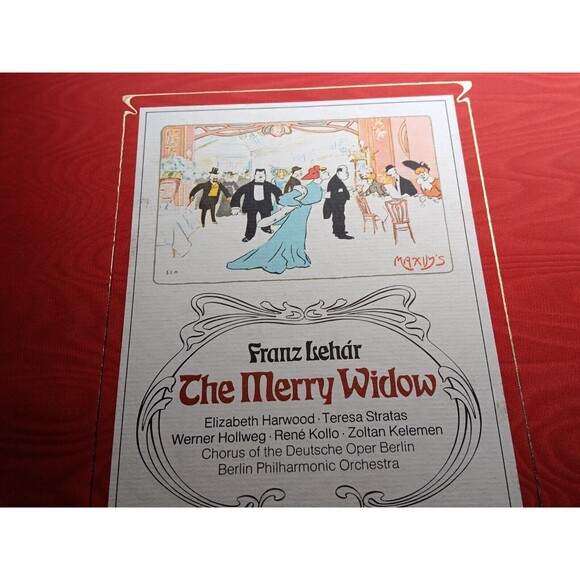 MAXIM'S
SEM
Franz Lehár
The Merry Widow
Elizabeth Harwood · Teresa Stratas
Werner Hollweg · René Kollo · Zoltan Kelemen
Chorus of the Deutsche Oper Berlin
Berlin Philharmonic Orchestra